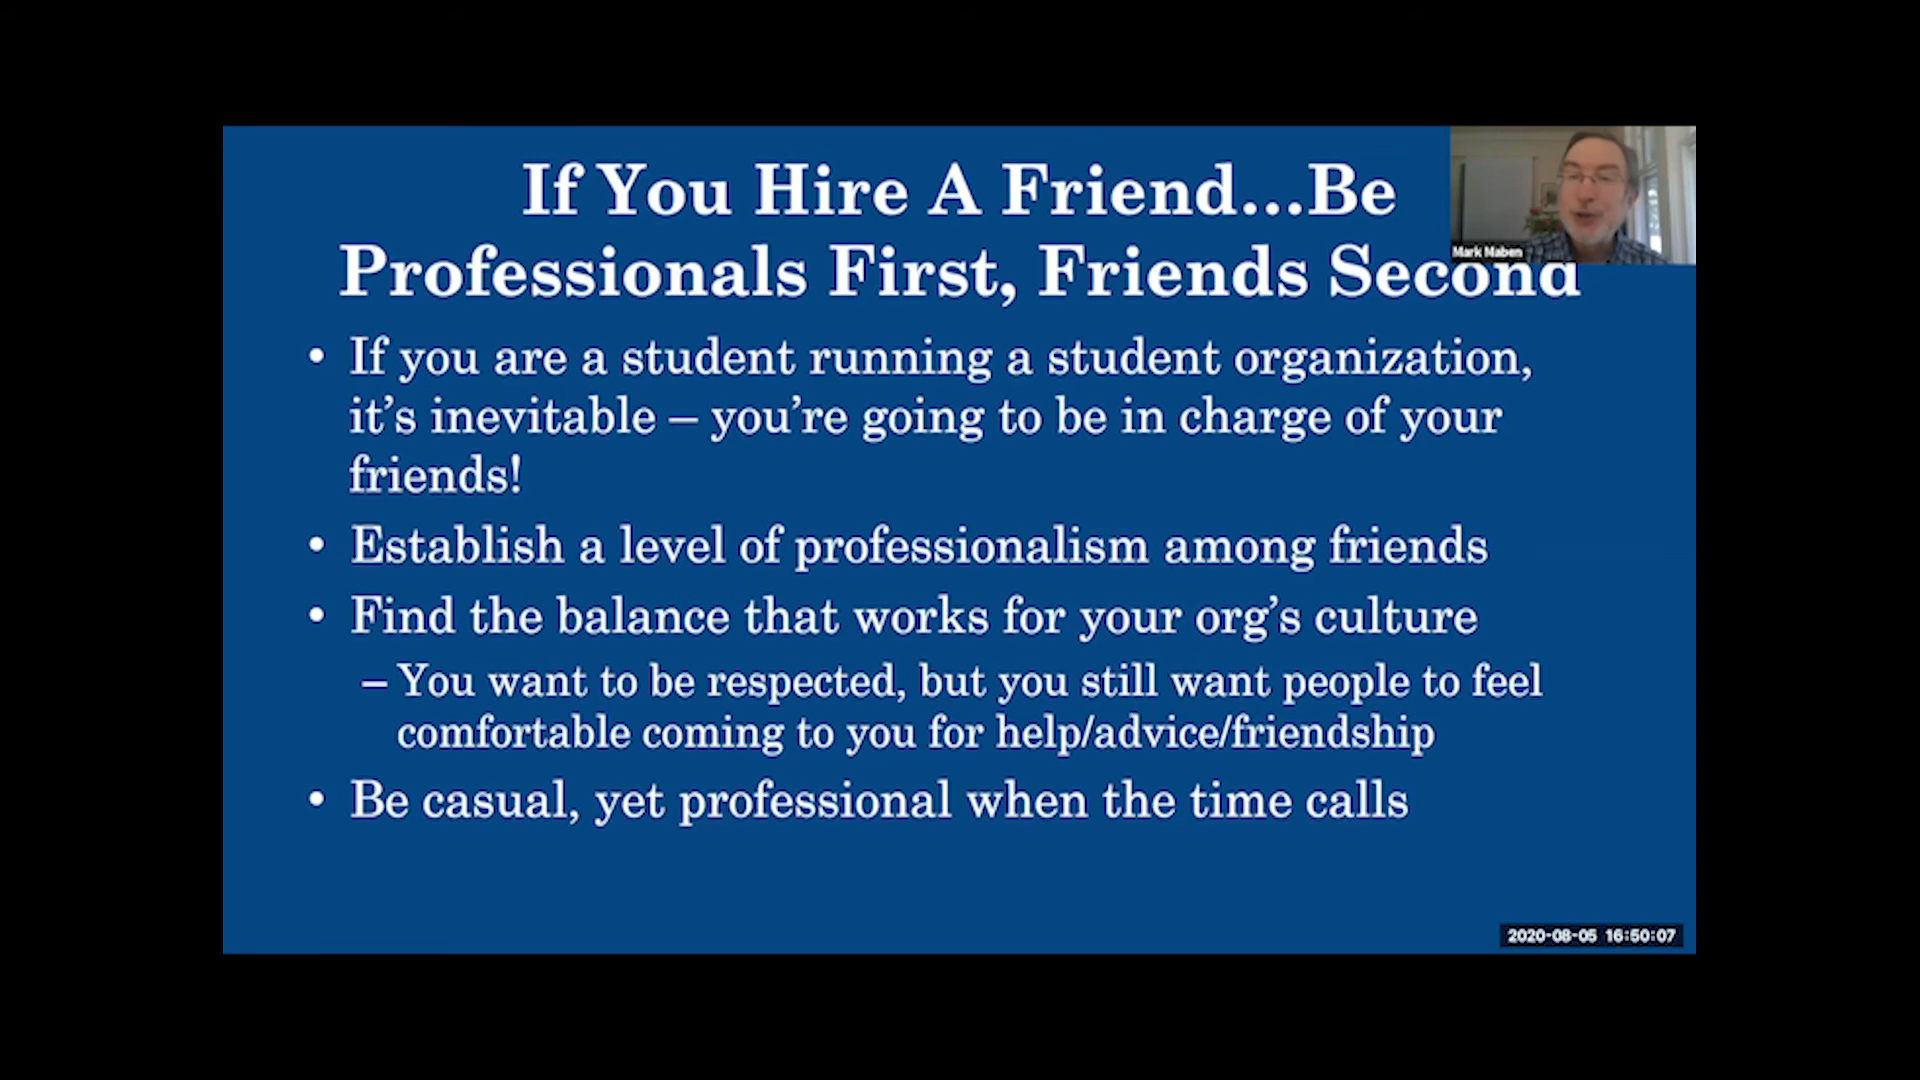 If You Hire A Friend...Be
Professionals First, Friends Second
Mark Maben
• If you are a student running a student organization,
it’s inevitable – you’re going to be in charge of your
friends!
• Establish a level of professionalism among friends
• Find the balance that works for your org’s culture
– You want to be respected, but you still want people to feel
comfortable coming to you for help/advice/friendship
• Be casual, yet professional when the time calls
2020-08-05 16:50:07